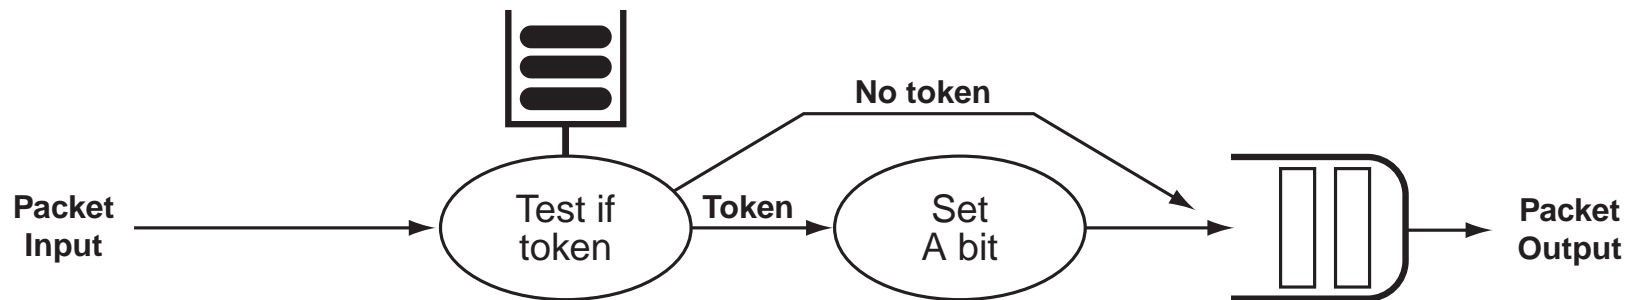 Packet
Input
Test if
token
No token
Token
Set
A bit
Packet
Output